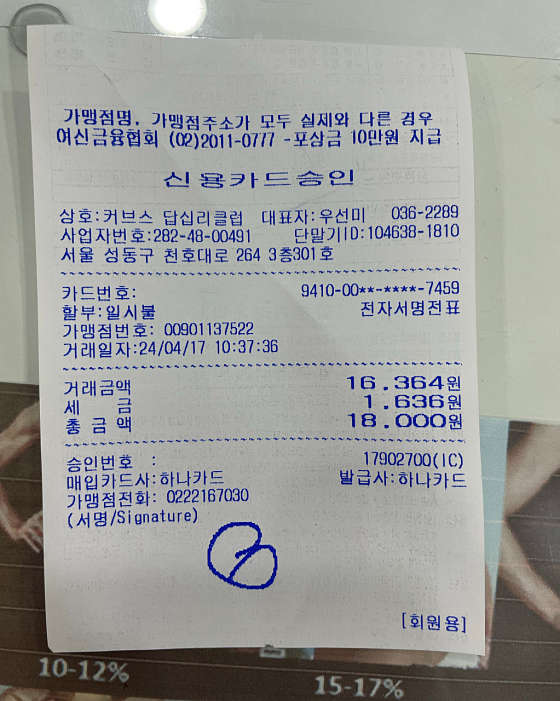 가맹점명, 가맹점주소가 모두 실제와 다른 경우
여신금융협회 (02)2011-0777 -포상금 10만원 지급
신용카드승인
상호:커브스 답십리클럽 대표자:우선미 036-2289
사업자번호:282-48-00491 단말기ID:104638-1810
서울 성동구 천호대로 264 3층301호
카드번호: 9410-00**-****-7459
할부:일시불 전자서명전표
가맹점번호: 00901137522
거래일자:24/04/17 10:37:36
거래금액 16.364원
세 금 1.636원
총 금 액 18.000원
승인번호 : 17902700(IC)
매입카드사:하나카드 발급사:하나카드
가맹점전화: 0222167030
(서명/Signature)
[회원용]
10-12%
15-17%